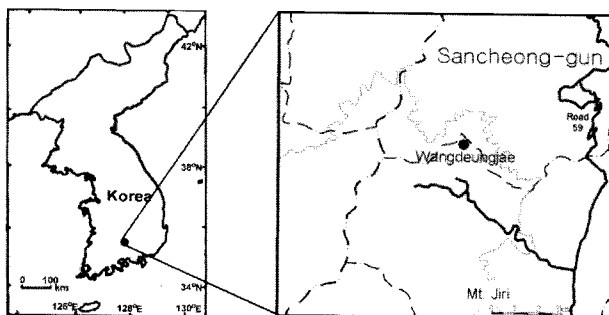 42°N
38°N
Korea
0 100
km
34°N
126°E
128°E
130°E
Sancheong-gun
Road
59
Wangdeungjae
Mt. Jiri